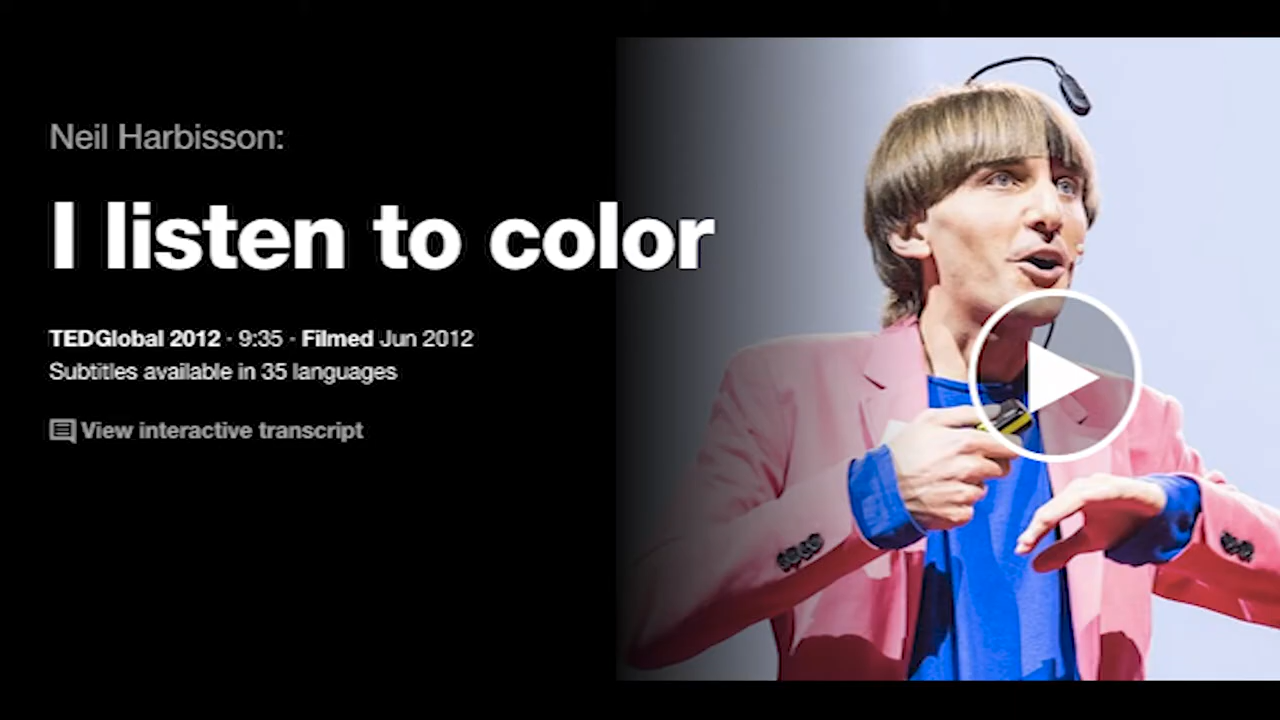 Neil Harbisson:
I listen to color
TEDGlobal 2012 · 9:35 · Filmed Jun 2012
Subtitles available in 35 languages
View interactive transcript